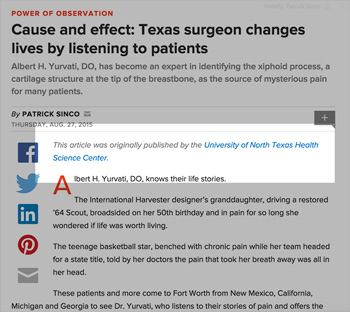 POWER OF OBSERVATION
Cause and effect: Texas surgeon changes
lives by listening to patients
Albert H. Yurvati, DO, has become an expert in identifying the xiphoid process, a
cartilage structure at the tip of the breastbone, as the source of mysterious pain
for many patients.
By PATRICK SINCO
THURSDAY, AUG. 27, 2015
This article was originally published by the University of North Texas Health
Science Center.
Albert H. Yurvati, DO, knows their life stories.
The International Harvester designer's granddaughter, driving a restored
'64 Scout, broadsided on her 50th birthday and in pain for so long she
wondered if life was worth living.
The teenage basketball star, benched with chronic pain while her team headed
for a state title, told by her doctors the pain that took her breath away was all in
her head.
These patients and more come to Fort Worth from New Mexico, California,
Michigan and Georgia to see Dr. Yurvati, who listens to their stories of pain and offers the